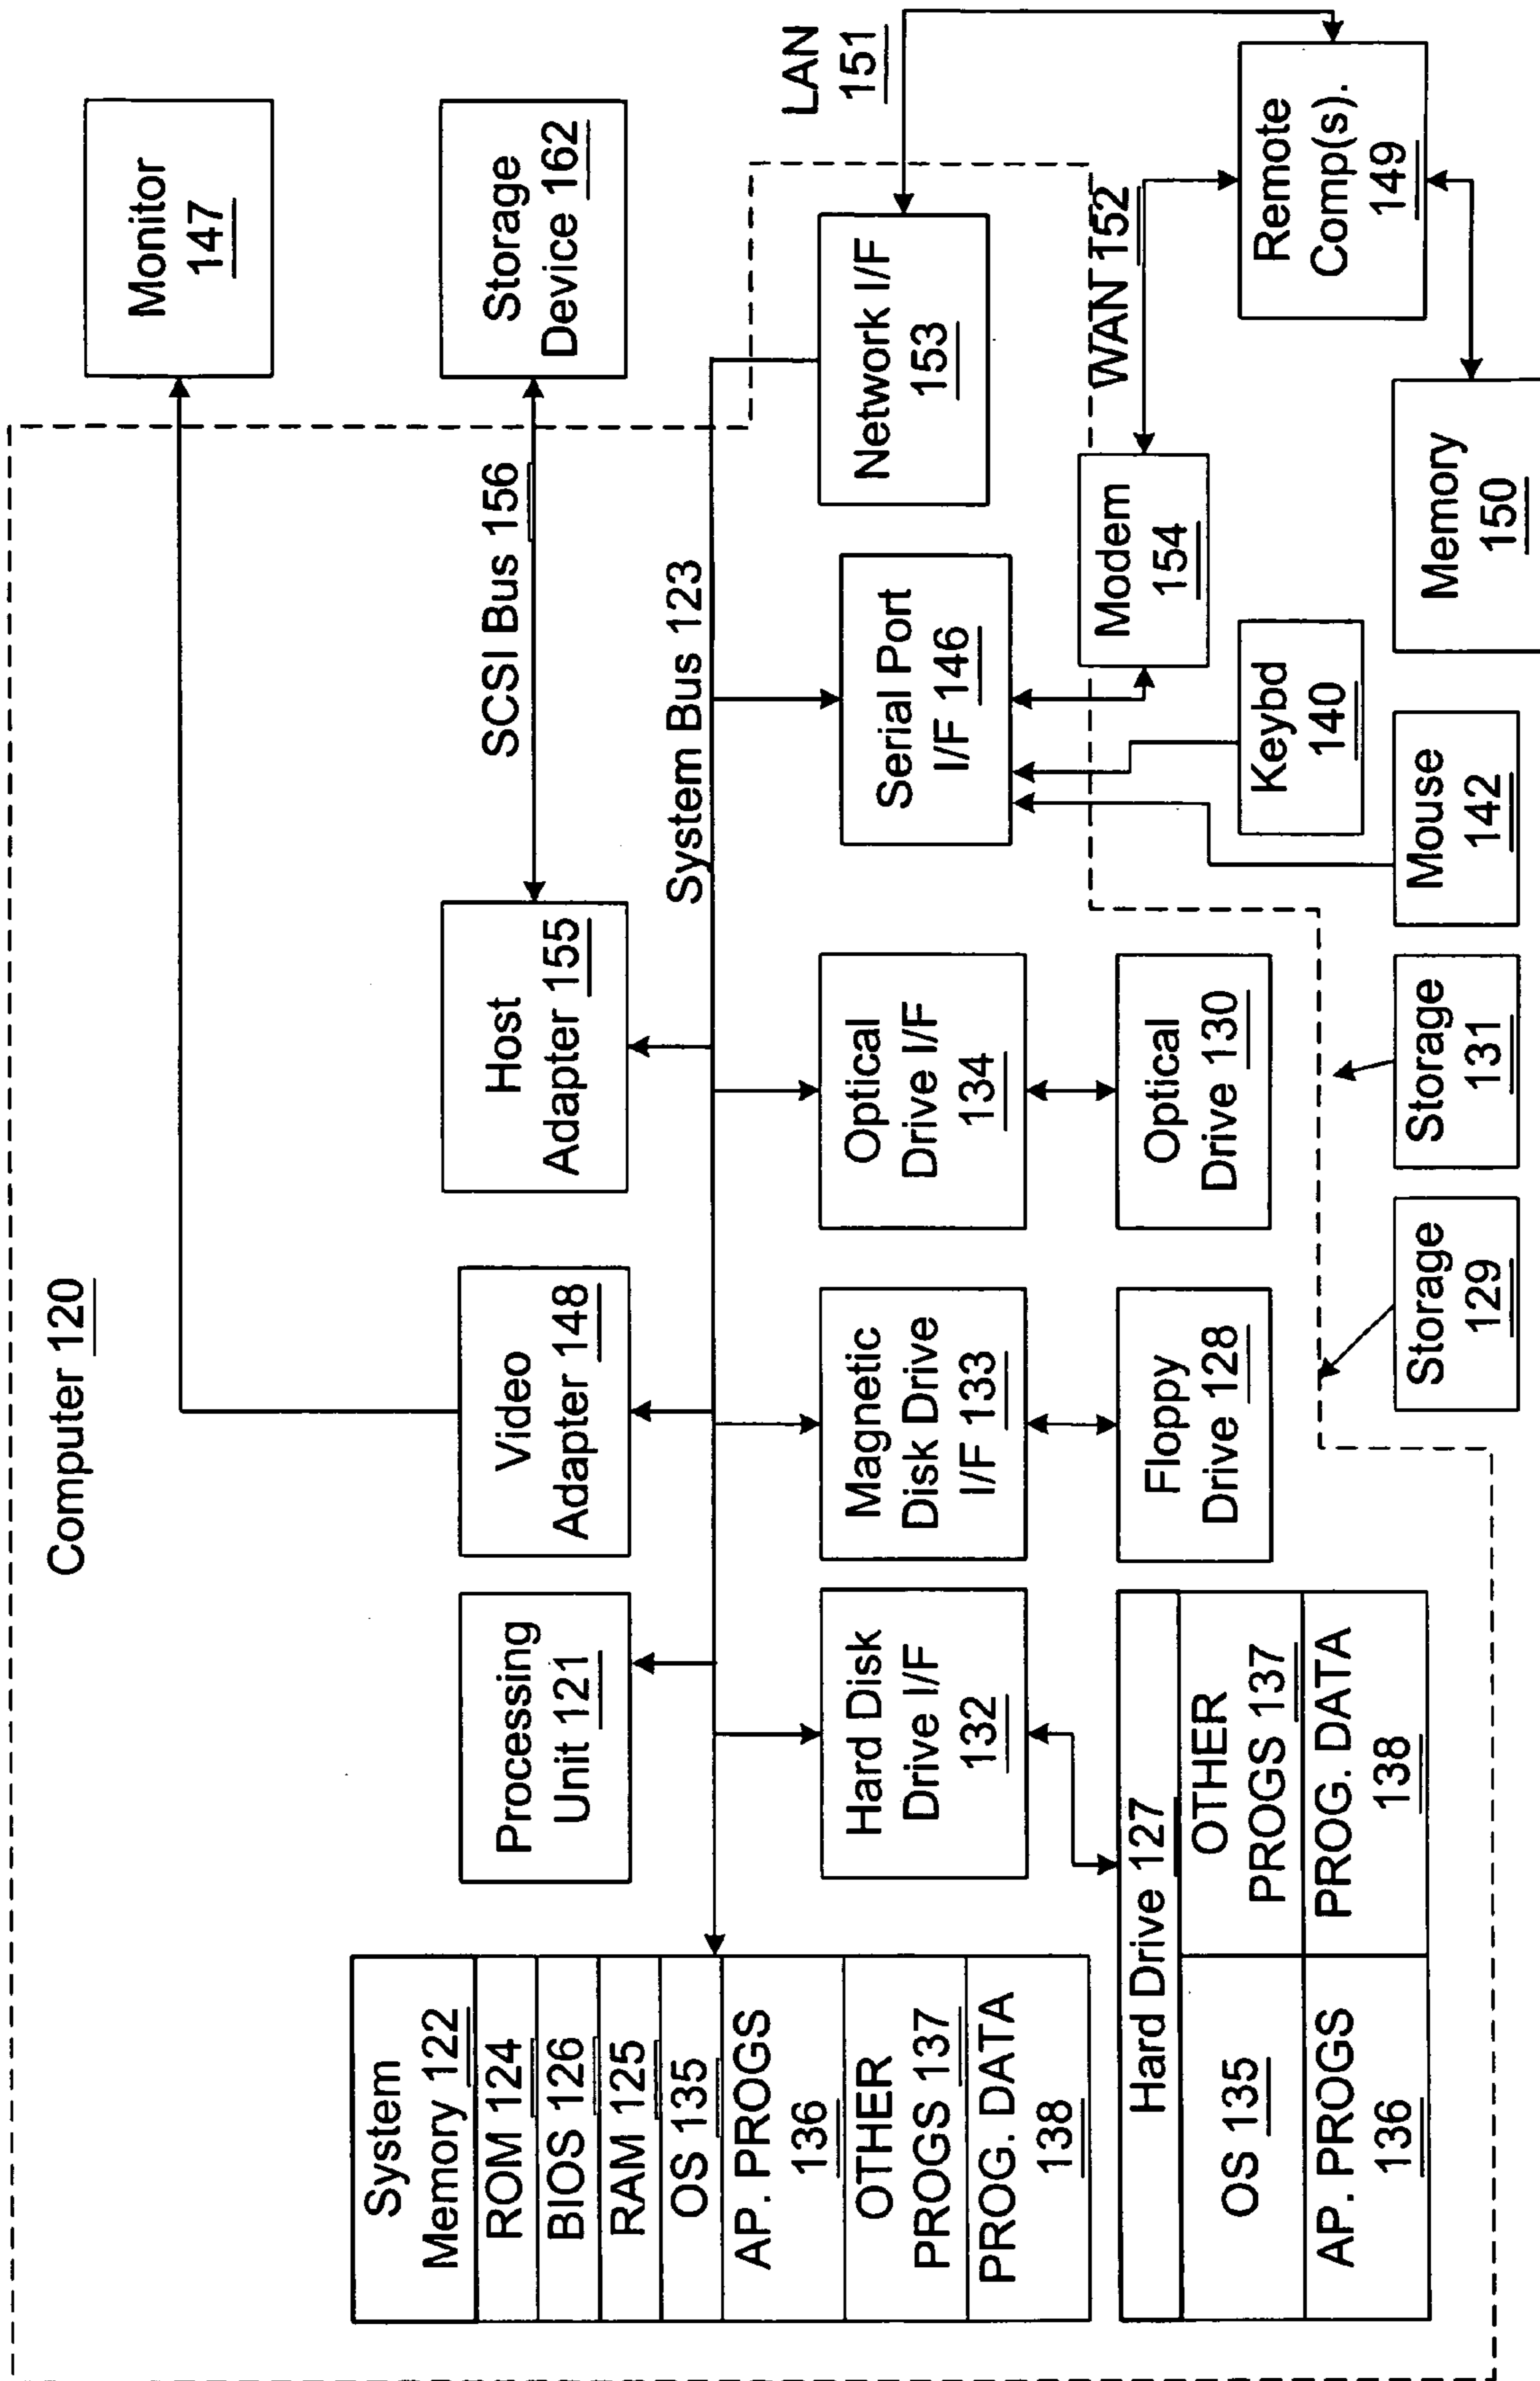 Computer 120
System
Memory 122
ROM 124
BIOS 126
RAM 125
OS 135
AP. PROGS
136
OTHER
PROGS 137
PROG. DATA
138
Processing
Unit 121
Video
Adapter 148
Host
Adapter 155
SCSI Bus 156
Monitor
147
Storage
Device 162
System Bus 123
Hard Disk
Drive I/F
132
Magnetic
Disk Drive
I/F 133
Optical
Drive I/F
134
Serial Port
I/F 146
Network I/F
153
LAN
151
Hard Drive 127
OS 135
OTHER
PROGS 137
AP. PROGS
136
PROG. DATA
138
Floppy
Drive 128
Optical
Drive 130
Modem
154
WAN 152
Remote
Comp(s).
149
Keybd
140
Storage
129
Storage
131
Mouse
142
Memory
150